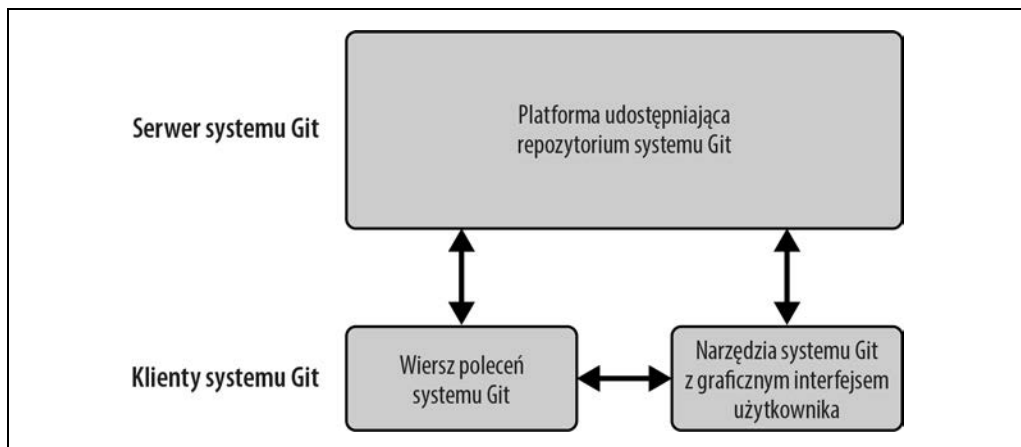 Serwer systemu Git
Platforma udostępniająca
repozytorium systemu Git
Klienty systemu Git
Wiersz poleceń
systemu Git
Narzędzia systemu Git
z graficznym interfejsem
użytkownika